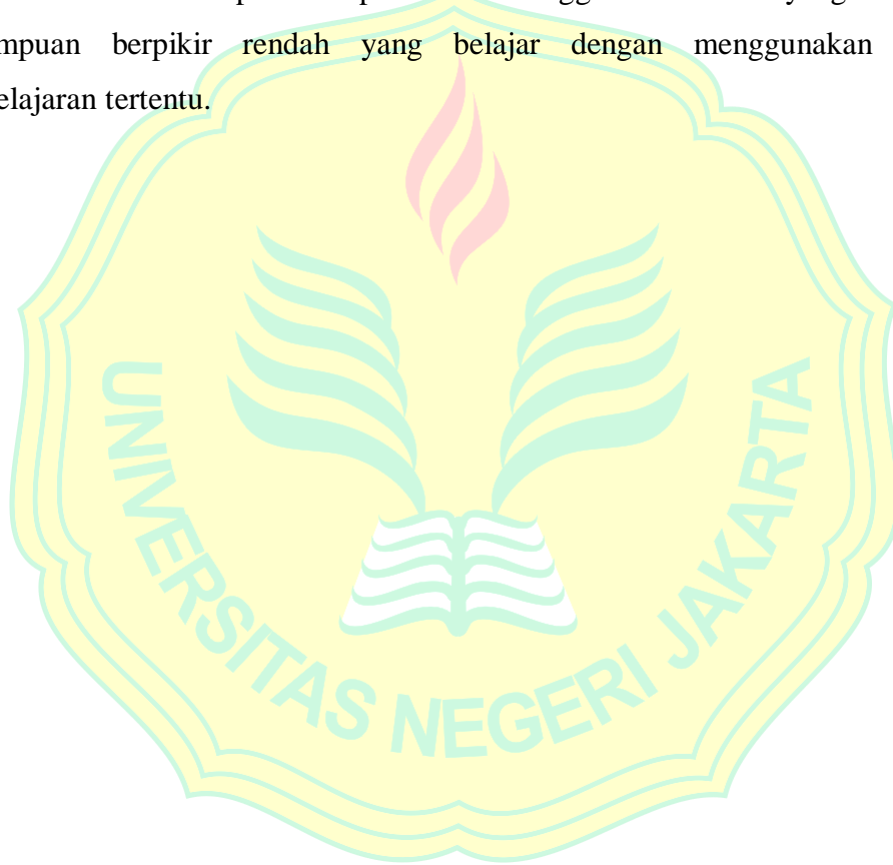 mpuan berpikir rendah yang belajar dengan menggunakan
elajaran tertentu.
UNIVERSITAS NEGERI JAKARTA